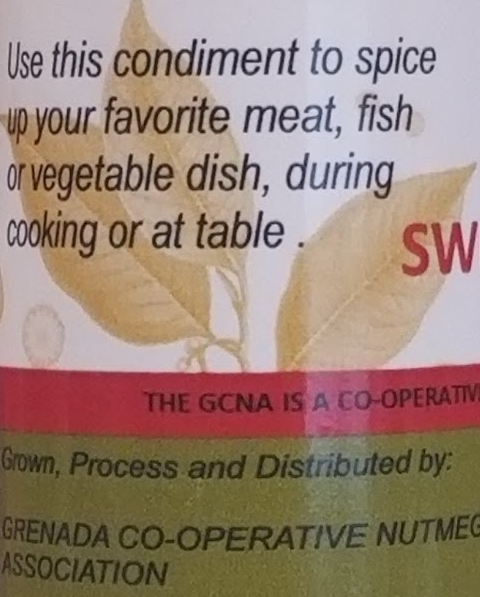 Use this condiment to spice
up your favorite meat, fish
or vegetable dish, during
cooking or at table .
SW
THE GCNA IS A CO-OPERATIV
Grown, Process and Distributed by:
GRENADA CO-OPERATIVE NUTMEG
ASSOCIATION